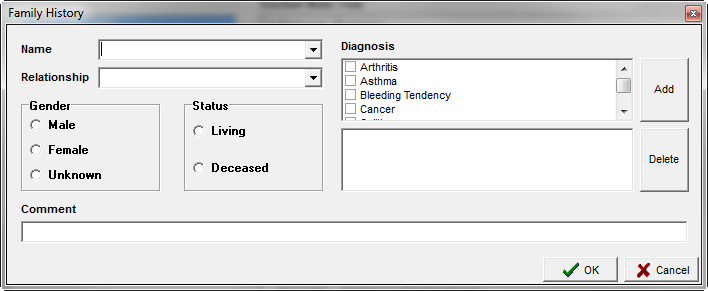 Family History
Name
Relationship
Gender
Male
Female
Unknown
Status
Living
Deceased
Diagnosis
Arthritis
Asthma
Bleeding Tendency
Cancer
Add
Delete
Comment
OK
Cancel